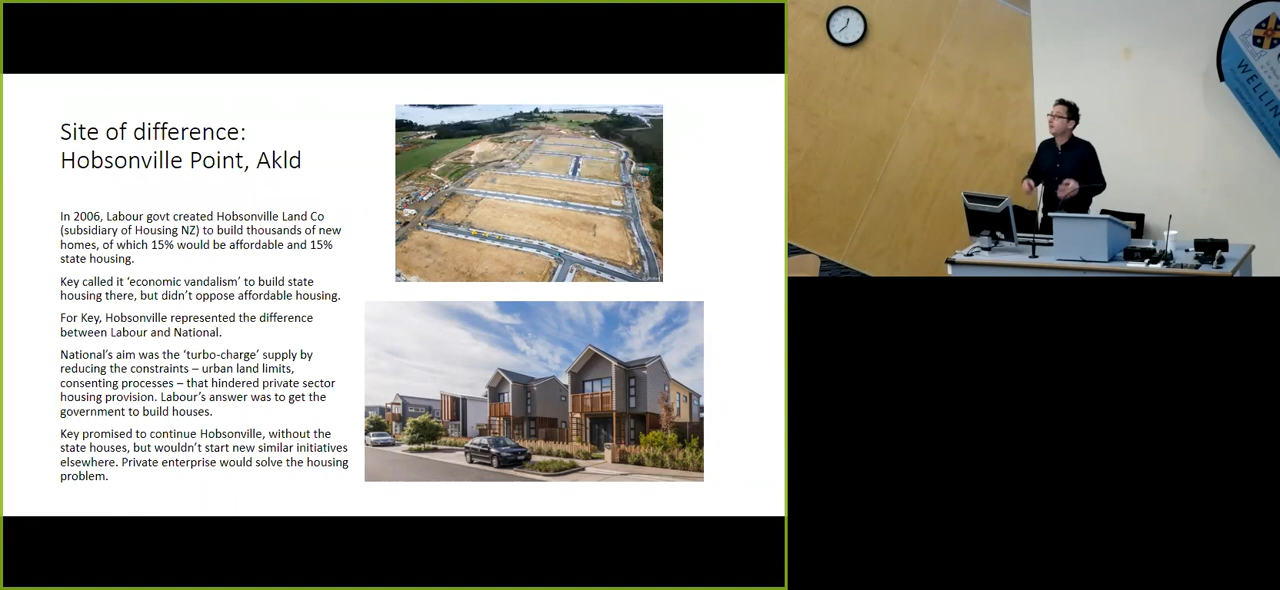 Site of difference:
Hobsonville Point, Akld
In 2006, Labour govt created Hobsonville Land Co
(subsidiary of Housing NZ) to build thousands of new
homes, of which 15% would be affordable and 15%
state housing.
Key called it ‘economic vandalism’ to build state
housing there, but didn’t oppose affordable housing.
For Key, Hobsonville represented the difference
between Labour and National.
National’s aim was the ‘turbo-charge’ supply by
reducing the constraints – urban land limits,
consenting processes – that hindered private sector
housing provision. Labour’s answer was to get the
government to build houses.
Key promised to continue Hobsonville, without the
state houses, but wouldn’t start new similar initiatives
elsewhere. Private enterprise would solve the housing
problem.
WELLIN